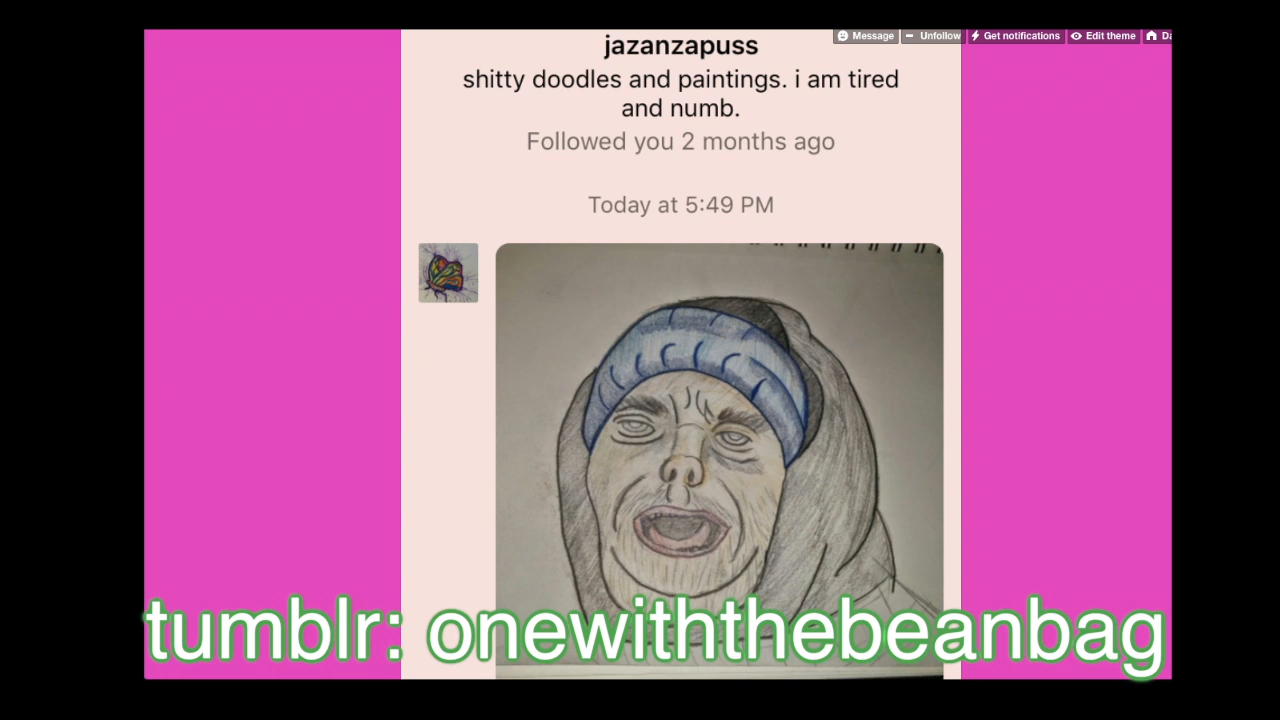 jazanzapuss
Message
Unfollow
Get notifications
Edit theme
shitty doodles and paintings. i am tired
and numb.
Followed you 2 months ago
Today at 5:49 PM
tumblr: onewiththebeanbag